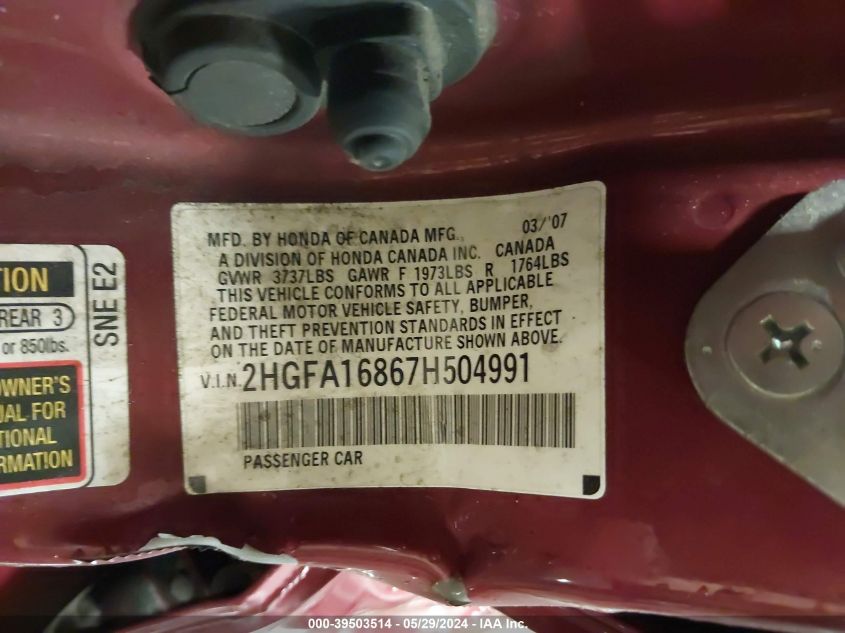 MFD. BY HONDA OF CANADA MFG., 03/'07
A DIVISION OF HONDA CANADA INC. CANADA
GVWR 3737LBS GAWR F 1973LBS R 1764LBS
THIS VEHICLE CONFORMS TO ALL APPLICABLE
FEDERAL MOTOR VEHICLE SAFETY, BUMPER,
AND THEFT PREVENTION STANDARDS IN EFFECT
ON THE DATE OF MANUFACTURE SHOWN ABOVE.
V.I.N. 2HGFA16867H504991
PASSENGER CAR
TION
REAR 3
or 850lbs.
OWNER'S
UAL FOR
TIONAL
RMATION
SNE E2
000-39503514 - 05/29/2024 - IAA Inc.